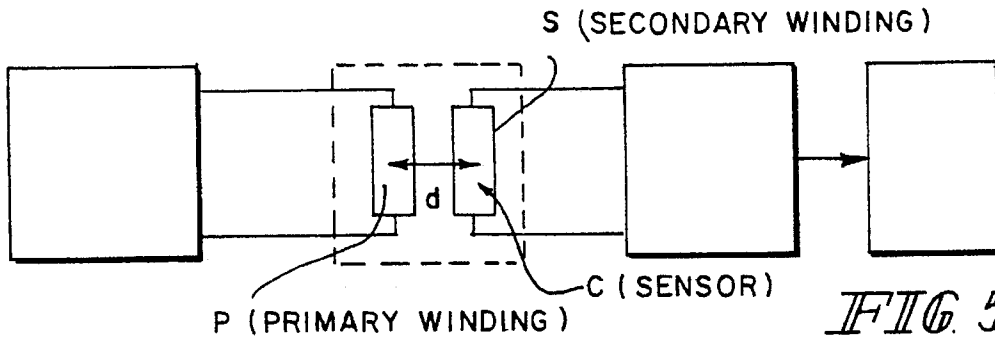 S (SECONDARY WINDING)
d
C (SENSOR)
P (PRIMARY WINDING)
FIG. 5